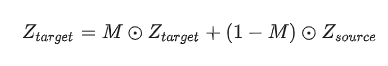 Z_{target} = M ⊙ Z_{target} + (1 − M) ⊙ Z_{source}